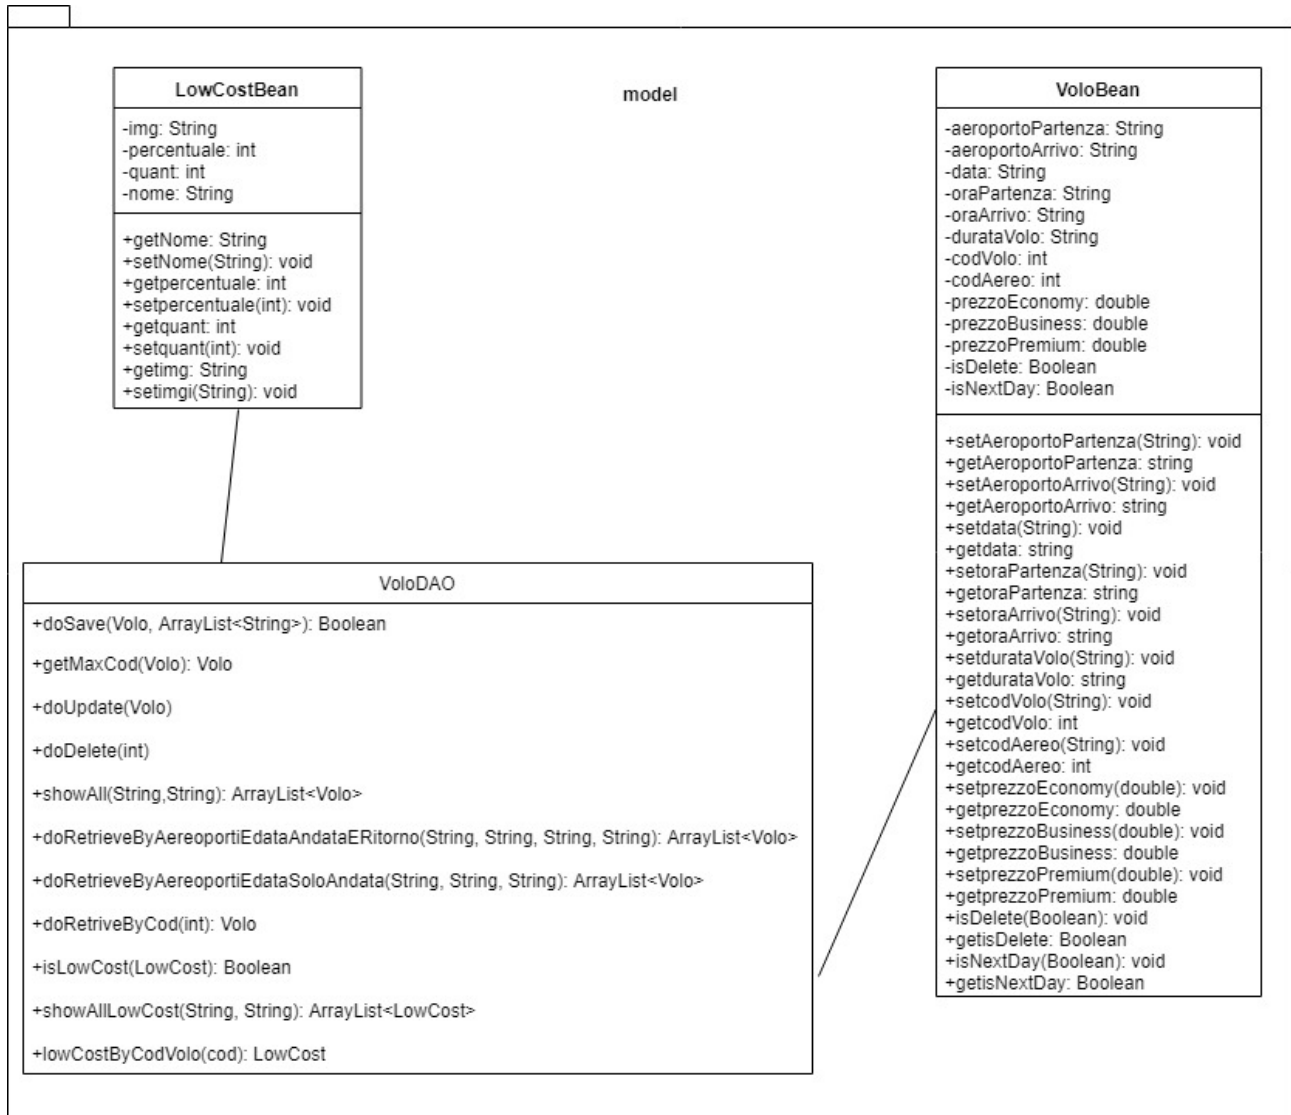 model
LowCostBean
-img: String
-percentuale: int
-quant: int
-nome: String
+getNome: String
+setNome(String): void
+getpercentuale: int
+setpercentuale(int): void
+getquant: int
+setquant(int): void
+getimg: String
+setimgi(String): void
VoloDAO
+doSave(Volo, ArrayList<String>): Boolean
+getMaxCod(Volo): Volo
+doUpdate(Volo)
+doDelete(int)
+showAll(String,String): ArrayList<Volo>
+doRetrieveByAereoportiEdataAndataERitorno(String, String, String, String): ArrayList<Volo>
+doRetrieveByAereoportiEdataSoloAndata(String, String, String): ArrayList<Volo>
+doRetriveByCod(int): Volo
+isLowCost(LowCost): Boolean
+showAllLowCost(String, String): ArrayList<LowCost>
+lowCostByCodVolo(cod): LowCost
VoloBean
-aeroportoPartenza: String
-aeroportoArrivo: String
-data: String
-oraPartenza: String
-oraArrivo: String
-durataVolo: String
-codVolo: int
-codAereo: int
-prezzoEconomy: double
-prezzoBusiness: double
-prezzoPremium: double
-isDelete: Boolean
-isNextDay: Boolean
+setAeroportoPartenza(String): void
+getAeroportoPartenza: string
+setAeroportoArrivo(String): void
+getAeroportoArrivo: string
+setdata(String): void
+getdata: string
+setoraPartenza(String): void
+getoraPartenza: string
+setoraArrivo(String): void
+getoraArrivo: string
+setdurataVolo(String): void
+getdurataVolo: string
+setcodVolo(String): void
+getcodVolo: int
+setcodAereo(String): void
+getcodAereo: int
+setprezzoEconomy(double): void
+getprezzoEconomy: double
+setprezzoBusiness(double): void
+getprezzoBusiness: double
+setprezzoPremium(double): void
+getprezzoPremium: double
+isDelete(Boolean): void
+getisDelete: Boolean
+isNextDay(Boolean): void
+getisNextDay: Boolean